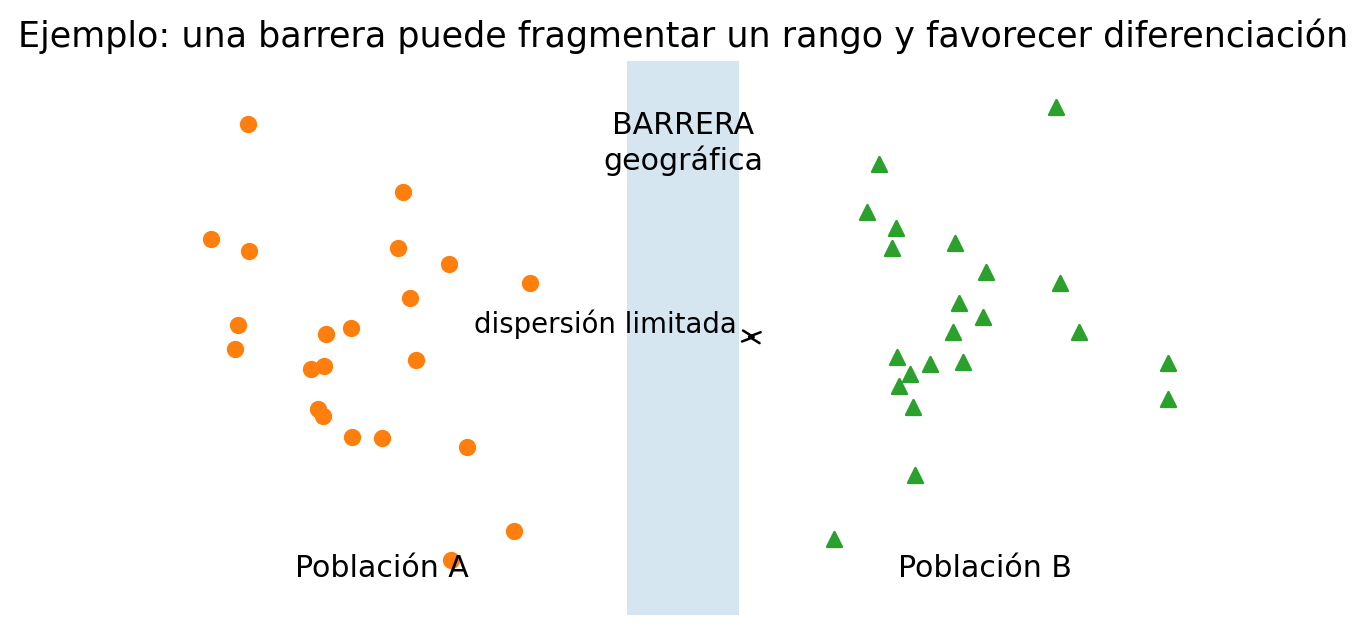 Ejemplo: una barrera puede fragmentar un rango y favorecer diferenciación
BARRERA
geográfica
dispersión limitada
Población A
Población B